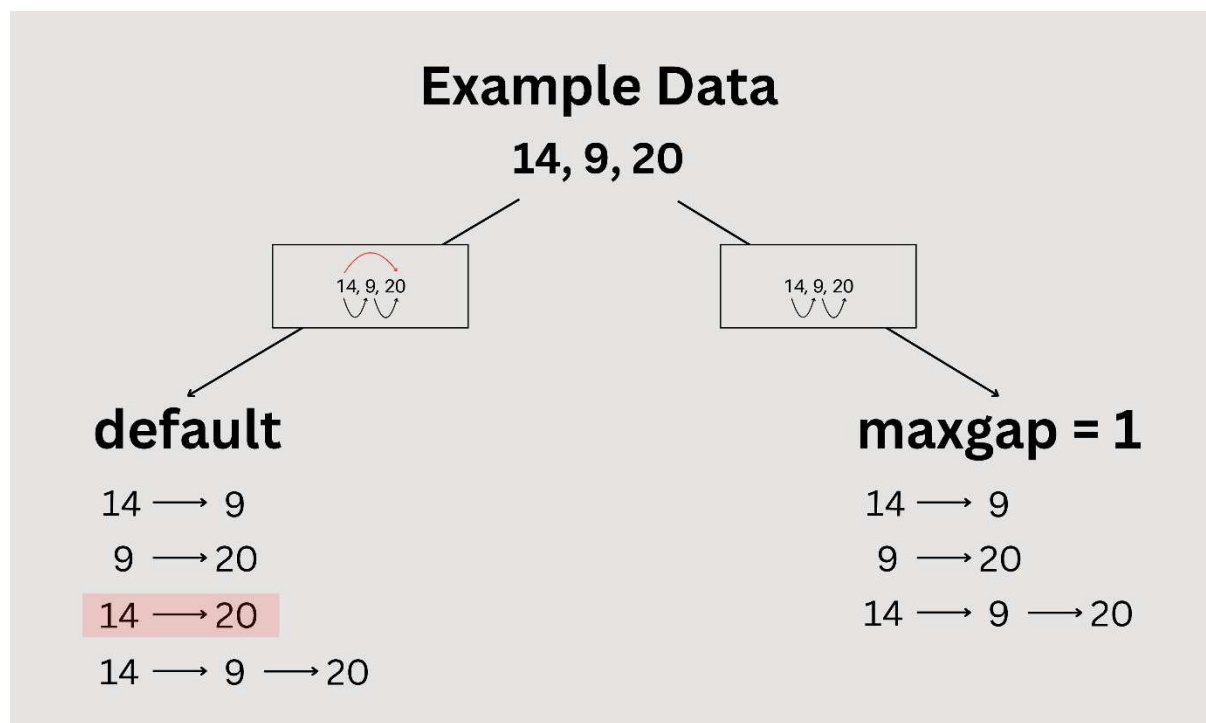 Example Data
14, 9, 20
14, 9, 20
14, 9, 20
default
14 → 9
9 → 20
14 → 20
14 → 9 → 20
maxgap = 1
14 → 9
9 → 20
14 → 9 → 20